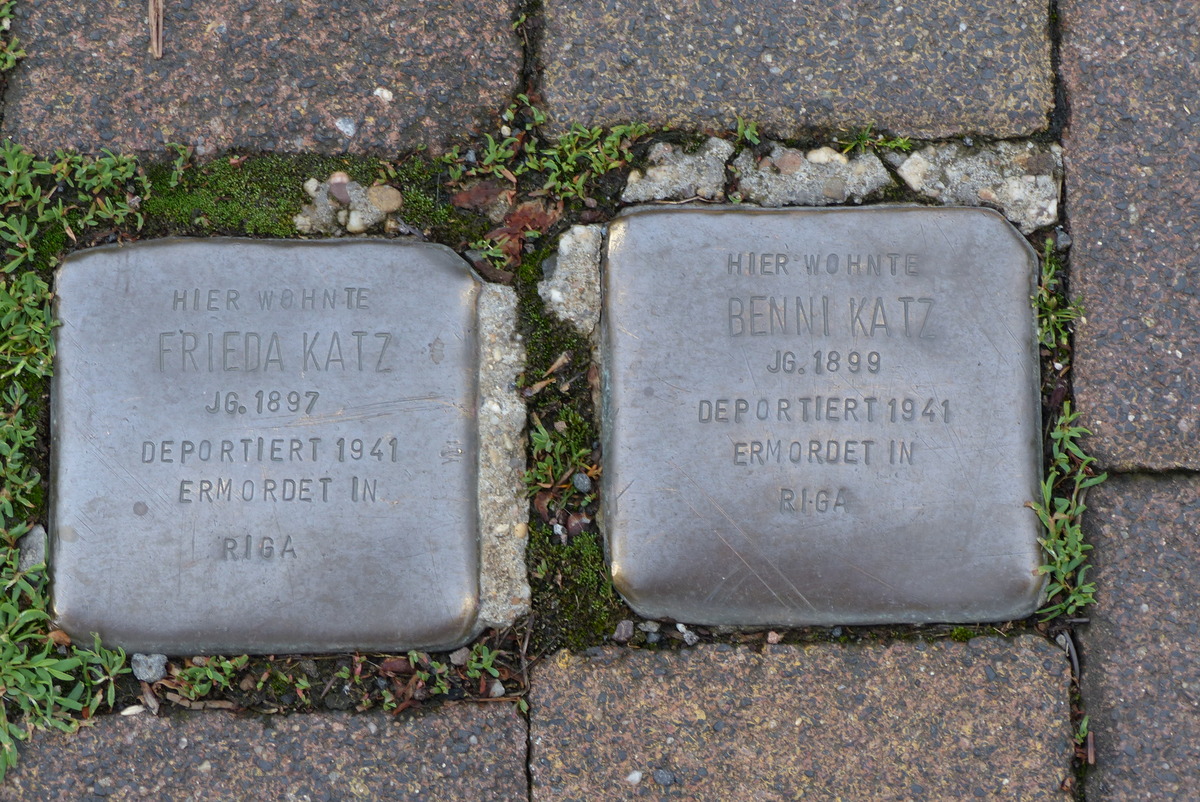 HIER WOHNTE
FRIEDA KATZ
JG. 1897
DEPORTIERT 1941
ERMORDET IN
RIGA
HIER WOHNTE
BENNI KATZ
JG. 1899
DEPORTIERT 1941
ERMORDET IN
RIGA